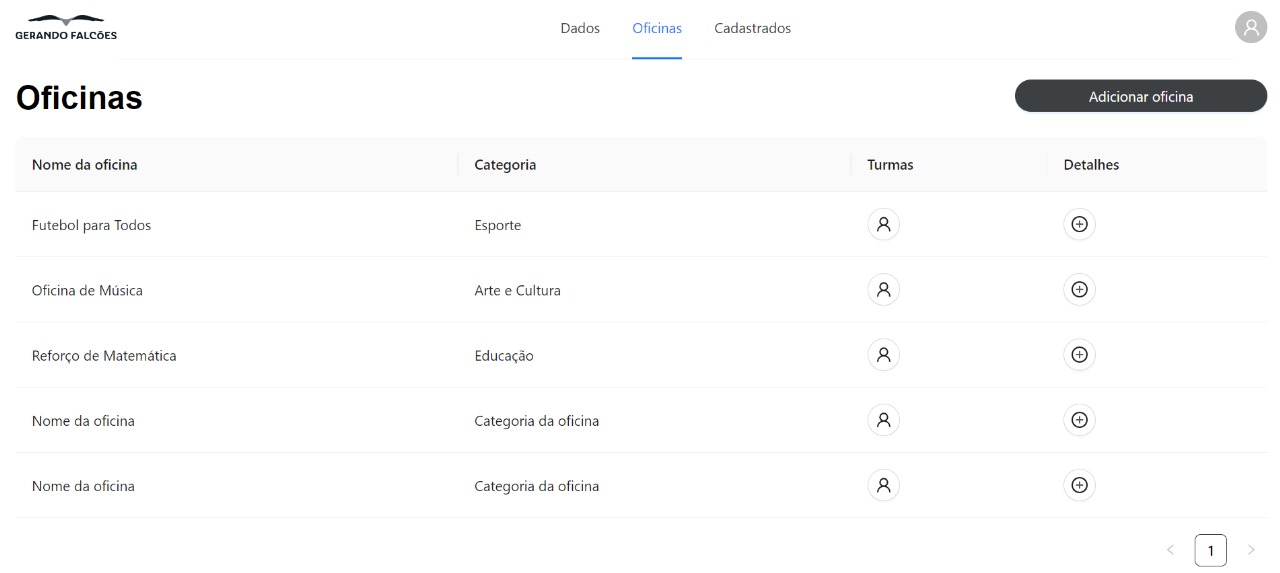 GERANDO FALCÕES
Dados Oficinas Cadastrados
Oficinas
Adicionar oficina
Nome da oficina Categoria Turmas Detalhes
Futebol para Todos Esporte
Oficina de Música Arte e Cultura
Reforço de Matemática Educação
Nome da oficina Categoria da oficina
Nome da oficina Categoria da oficina
1